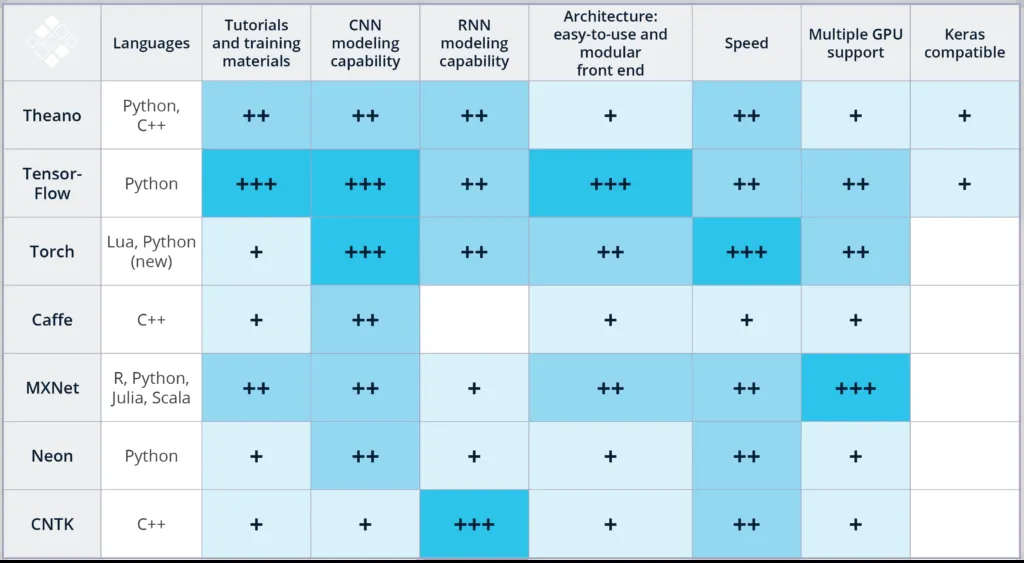 Languages
Tutorials
and training
materials
CNN
modeling
capability
RNN
modeling
capability
Architecture:
easy-to-use and
modular
front end
Speed
Multiple GPU
support
Keras
compatible
Theano
Python,
C++
++
++
++
+
++
+
+
Tensor-
Flow
Python
+++
+++
++
+++
++
++
+
Torch
Lua, Python
(new)
+
+++
++
++
+++
++
Caffe
C++
+
++
+
+
+
MXNet
R, Python,
Julia, Scala
++
++
+
++
++
+++
Neon
Python
+
++
+
+
++
+
CNTK
C++
+
+
+++
+
++
+